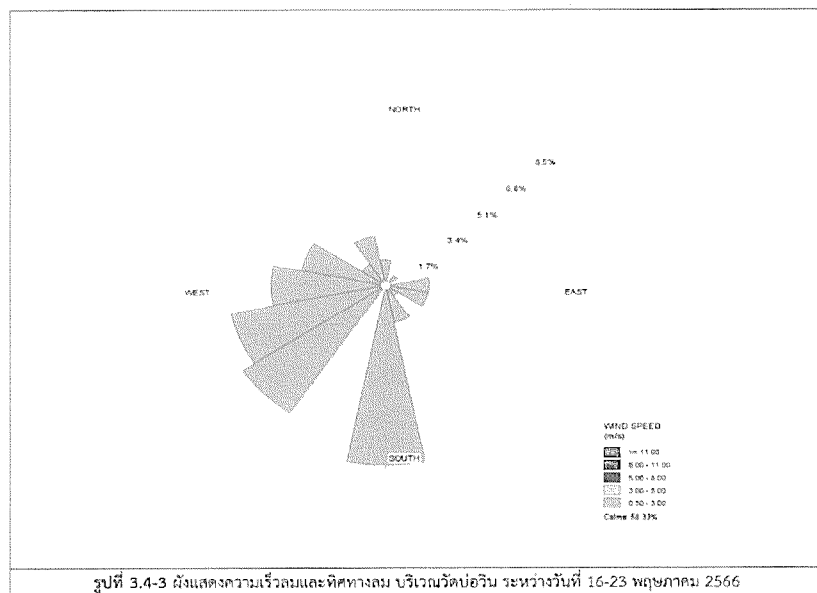 NORTH
8.5%
6.8%
5.1%
3.4%
1.7%
WEST
EAST
SOUTH
WIND SPEED
(m/s)
>= 11.00
8.00 - 11.00
5.00 - 8.00
3.00 - 5.00
0.50 - 3.00
Calms: 58.33%
รูปที่ 3.4-3 ผังแสดงความเร็วลมและทิศทางลม บริเวณวัดบ่อวิน ระหว่างวันที่ 16-23 พฤษภาคม 2566